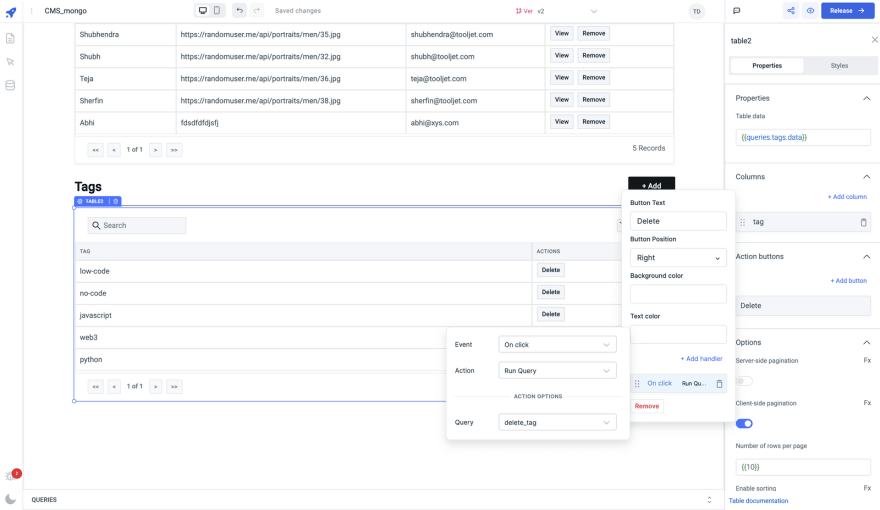 CMS_mongo
Saved changes
Ver v2
TD
Release
Shubhendra https://randomuser.me/api/portraits/men/35.jpg shubhendra@tooljet.com View Remove
Shubh https://randomuser.me/api/portraits/men/32.jpg shubh@tooljet.com View Remove
Teja https://randomuser.me/api/portraits/men/36.jpg teja@tooljet.com View Remove
Sherfin https://randomuser.me/api/portraits/men/38.jpg sherfin@tooljet.com View Remove
Abhi fdsdfdfdjsfj abhi@xys.com View Remove
<< < 1 of 1 > >> 5 Records
Tags
+ Add
TABLE2
Search
TAG ACTIONS
low-code Delete
no-code Delete
javascript Delete
web3
python
<< < 1 of 1 > >>
Event On click
Action Run Query
ACTION OPTIONS
Query delete_tag
Button Text
Delete
Button Position
Right
Background color
Text color
+ Add handler
On click Run Qu...
Remove
table2
Properties Styles
Properties
Table data
{{queries.tags.data}}
Columns
+ Add column
tag
Action buttons
+ Add button
Delete
Options
Server-side pagination Fx
Client-side pagination Fx
Number of rows per page
{{10}}
Enable sorting Fx
Table documentation
2
QUERIES